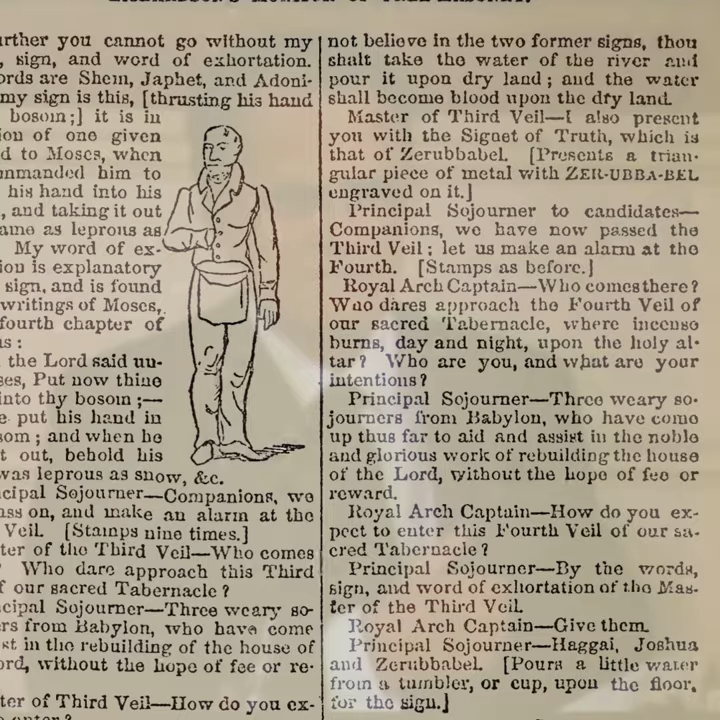 urther you cannot go without my
, sign, and word of exhortation.
ords are Shem, Japhet, and Adoni-
my sign is this, [thrusting his hand
bosom;] it is in
ion of one given
d to Moses, when
mmanded him to
his hand into his
, and taking it out
ame as leprous as
My word of ex-
ion is explanatory
sign, and is found
writings of Moses,
fourth chapter of
us :
the Lord said un-
ses, Put now thine
into thy bosom ;—
e put his hand in
som ; and when he
t out, behold his
was leprous as snow, &c.
cipal Sojourner—Companions, we
ass on, and make an alarm at the
Veil. [Stamps nine times.]
ter of the Third Veil—Who comes
? Who dare approach this Third
f our sacred Tabernacle ?
cipal Sojourner—Three weary so-
rs from Babylon, who have come
st in the rebuilding of the house of
ord, without the hope of fee or re-
ter of Third Veil—How do you ex-
enter ?
not believe in the two former signs, thou
shalt take the water of the river and
pour it upon dry land ; and the water
shall become blood upon the dry land.
Master of Third Veil—I also present
you with the Signet of Truth, which is
that of Zerubbabel. [Presents a trian-
gular piece of metal with ZER-UBBA-BEL
engraved on it.]
Principal Sojourner to candidates—
Companions, we have now passed the
Third Veil ; let us make an alarm at the
Fourth. [Stamps as before.]
Royal Arch Captain—Who comes there ?
Who dares approach the Fourth Veil of
our sacred Tabernacle, where incense
burns, day and night, upon the holy al-
tar ? Who are you, and what are your
intentions ?
Principal Sojourner—Three weary so-
journers from Babylon, who have come
up thus far to aid and assist in the noble
and glorious work of rebuilding the house
of the Lord, without the hope of fee or
reward.
Royal Arch Captain—How do you ex-
pect to enter this Fourth Veil of our sa-
cred Tabernacle ?
Principal Sojourner—By the words,
sign, and word of exhortation of the Mas-
ter of the Third Veil.
Royal Arch Captain—Give them.
Principal Sojourner—Haggai, Joshua
and Zerubbabel. [Pours a little water
from a tumbler, or cup, upon the floor,
for the sign.]